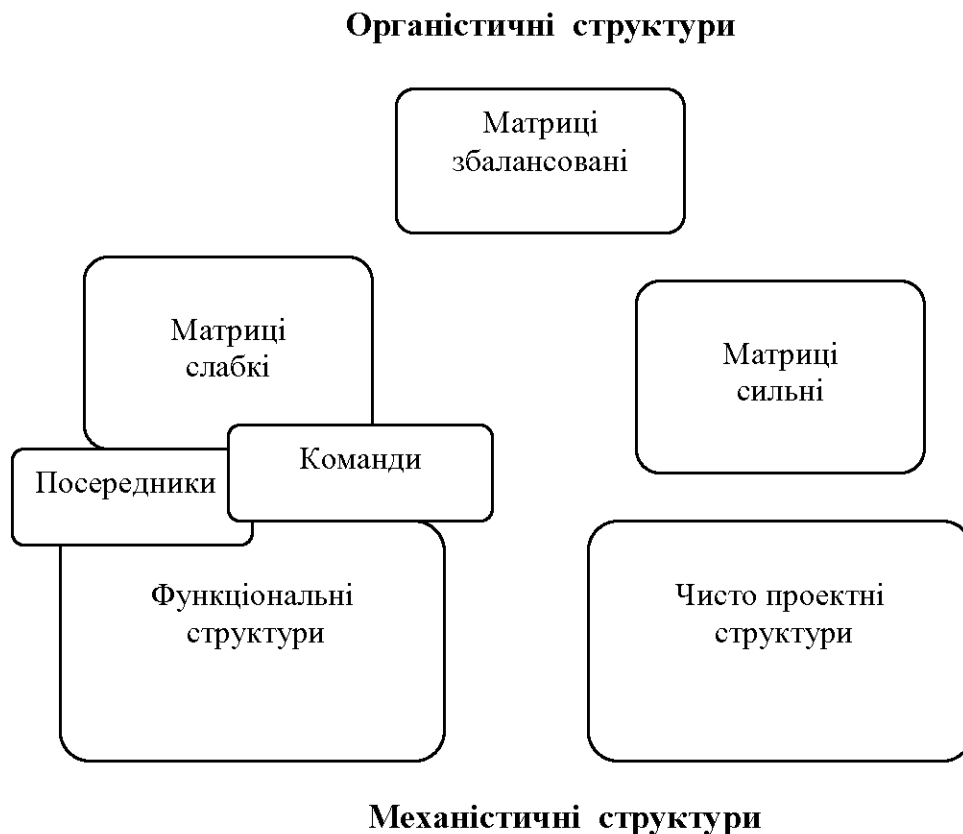 Органістичні структури
Матриці
збалансовані
Матриці
слабкі
Матриці
сильні
Команди
Посередники
Функціональні
структури
Чисто проектні
структури
Механістичні структури